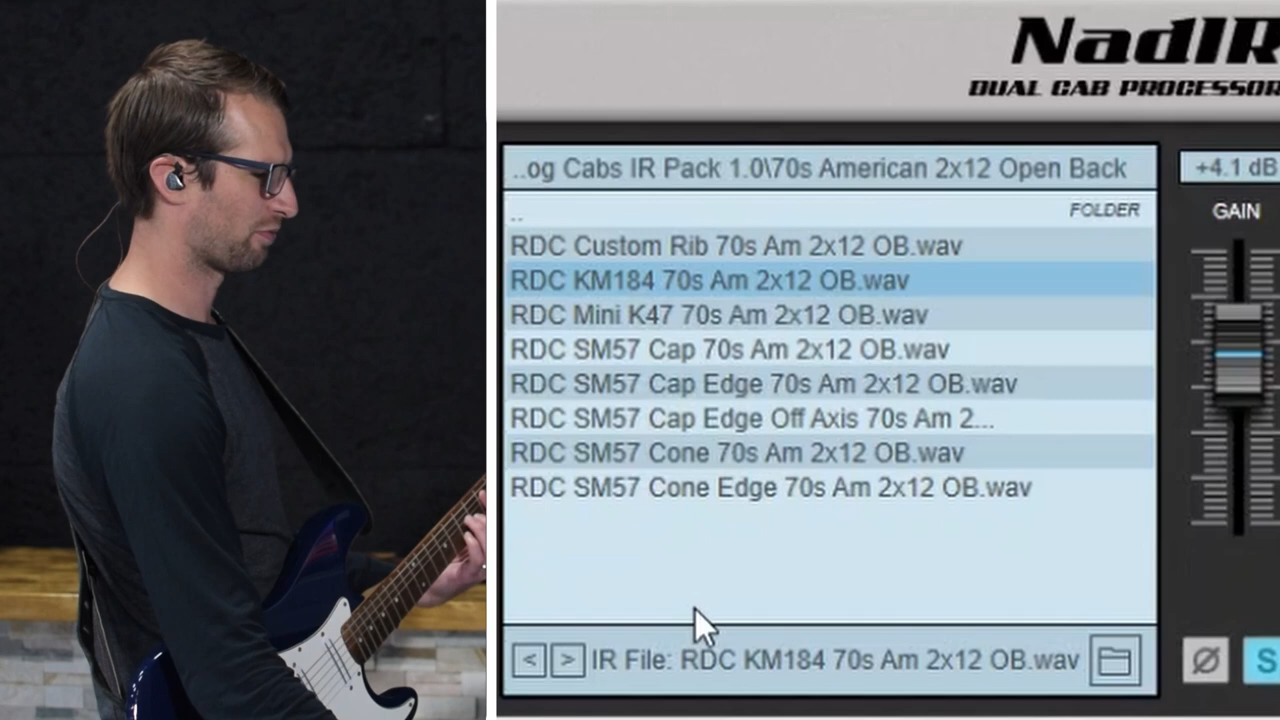 NadIR
DUAL CAB PROCESSOR
..og Cabs IR Pack 1.0\70s American 2x12 Open Back
+4.1 dB
.. FOLDER
GAIN
RDC Custom Rib 70s Am 2x12 OB.wav
RDC KM184 70s Am 2x12 OB.wav
RDC Mini K47 70s Am 2x12 OB.wav
RDC SM57 Cap 70s Am 2x12 OB.wav
RDC SM57 Cap Edge 70s Am 2x12 OB.wav
RDC SM57 Cap Edge Off Axis 70s Am 2...
RDC SM57 Cone 70s Am 2x12 OB.wav
RDC SM57 Cone Edge 70s Am 2x12 OB.wav
< > IR File: RDC KM184 70s Am 2x12 OB.wav
Ø S